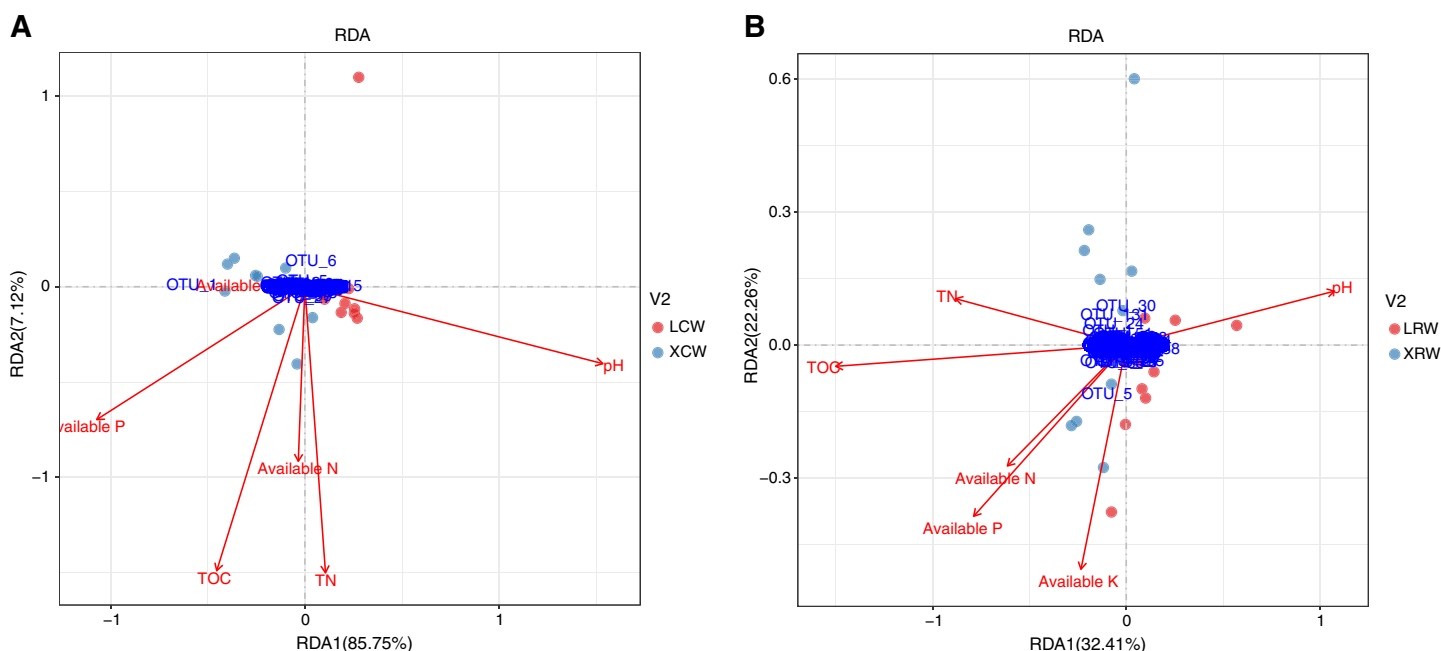 A
RDA
1
0
−1
RDA2(7.12%)
OTU_6
OTU_1
Available
pH
vailable P
Available N
TOC
TN
−1
0
1
RDA1(85.75%)
V2
LCW
XCW
B
RDA
0.6
0.3
0.0
−0.3
RDA2(22.26%)
TN
pH
OTU_30
OTU_24
TOC
OTU_5
Available N
Available P
Available K
−1
0
1
RDA1(32.41%)
V2
LRW
XRW